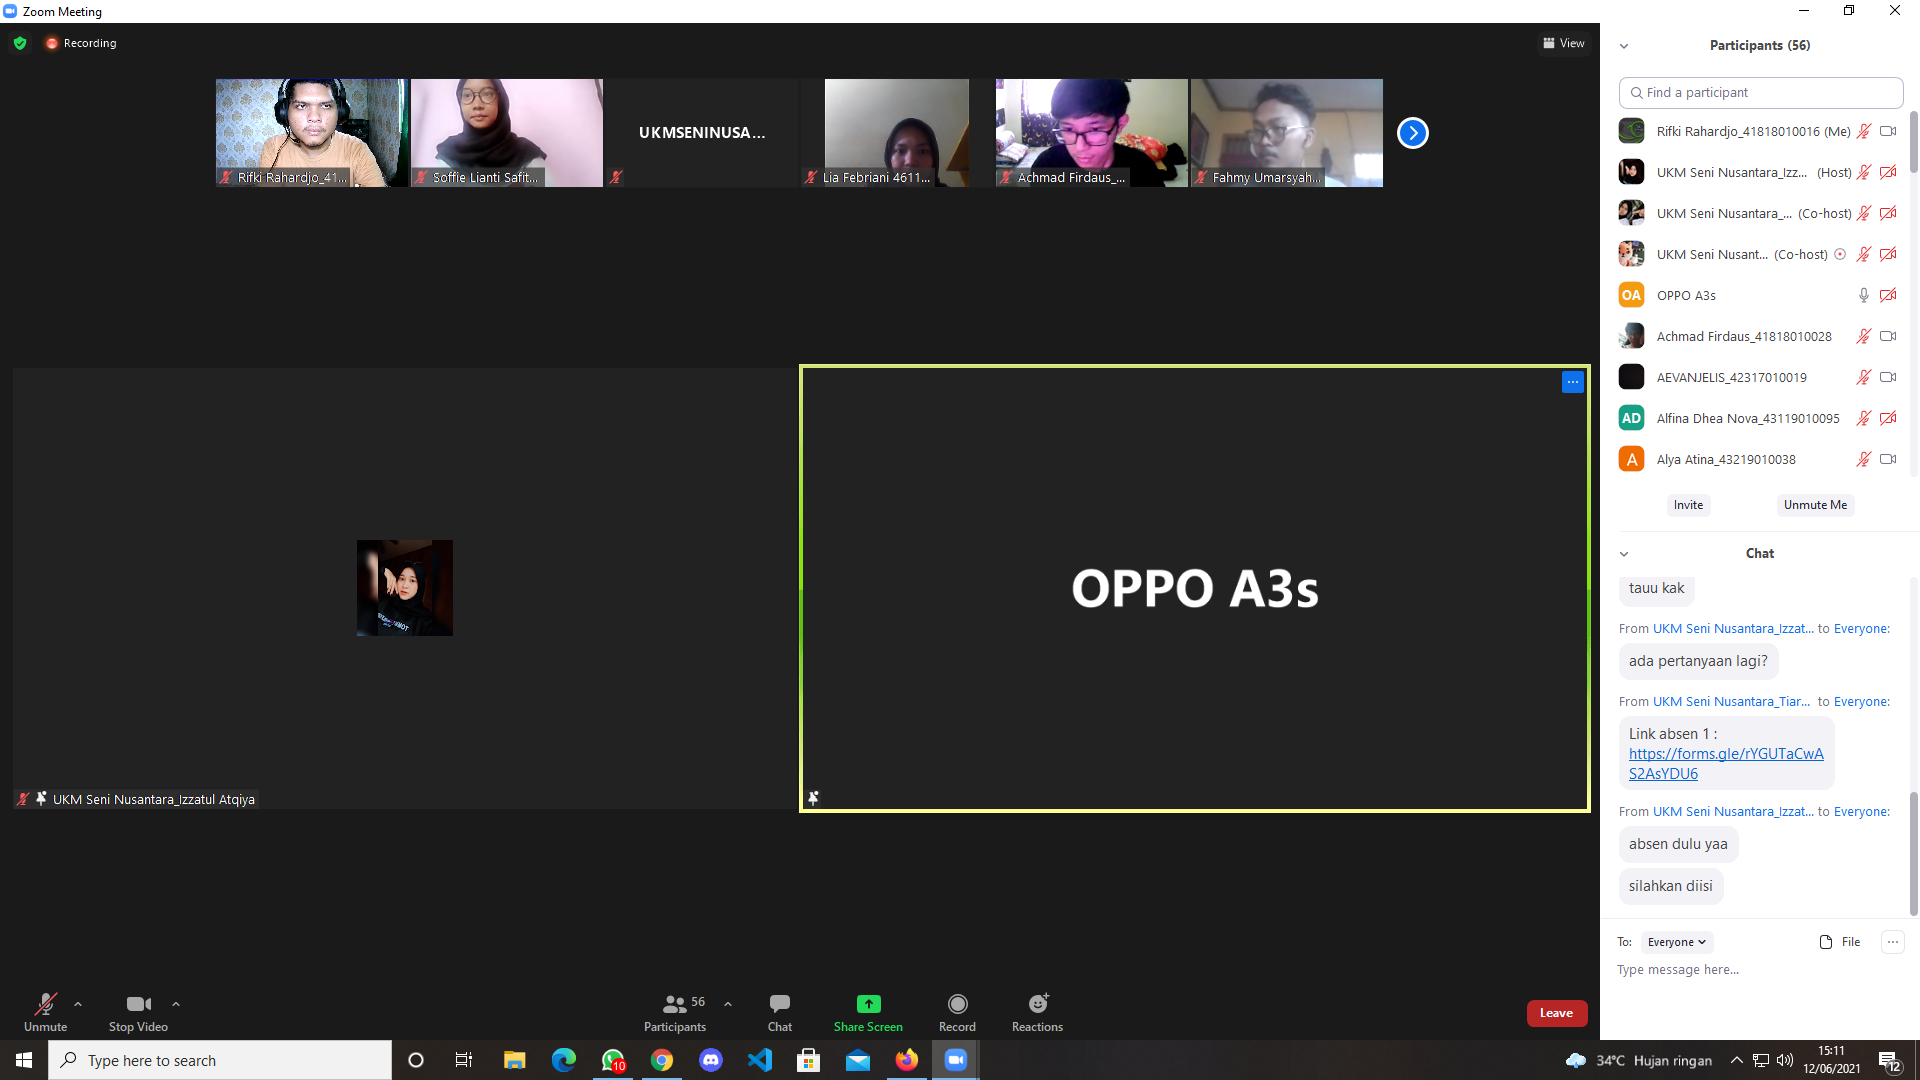 Zoom Meeting
Recording
View
Rifki Rahardjo_41...
Soffie Lianti Safit...
UKMSENINUSA...
Lia Febriani 4611...
Achmad Firdaus_...
Fahmy Umarsyah...
OPPO A3s
UKM Seni Nusantara_Izzatul Atqiya
Participants (56)
Find a participant
Rifki Rahardjo_41818010016 (Me)
UKM Seni Nusantara_Izz... (Host)
UKM Seni Nusantara_... (Co-host)
UKM Seni Nusant... (Co-host)
OA OPPO A3s
Achmad Firdaus_41818010028
AEVANJELIS_42317010019
AD Alfina Dhea Nova_43119010095
A Alya Atina_43219010038
Invite Unmute Me
Chat
tauu kak
From UKM Seni Nusantara_Izzat... to Everyone:
ada pertanyaan lagi?
From UKM Seni Nusantara_Tiar... to Everyone:
Link absen 1 :
https://forms.gle/rYGUTaCwA
S2AsYDU6
From UKM Seni Nusantara_Izzat... to Everyone:
absen dulu yaa
silahkan diisi
To: Everyone File
Type message here...
Unmute
Stop Video
56
Participants
Chat
Share Screen
Record
Reactions
Leave
Type here to search
10
34°C Hujan ringan
15:11
12/06/2021
12